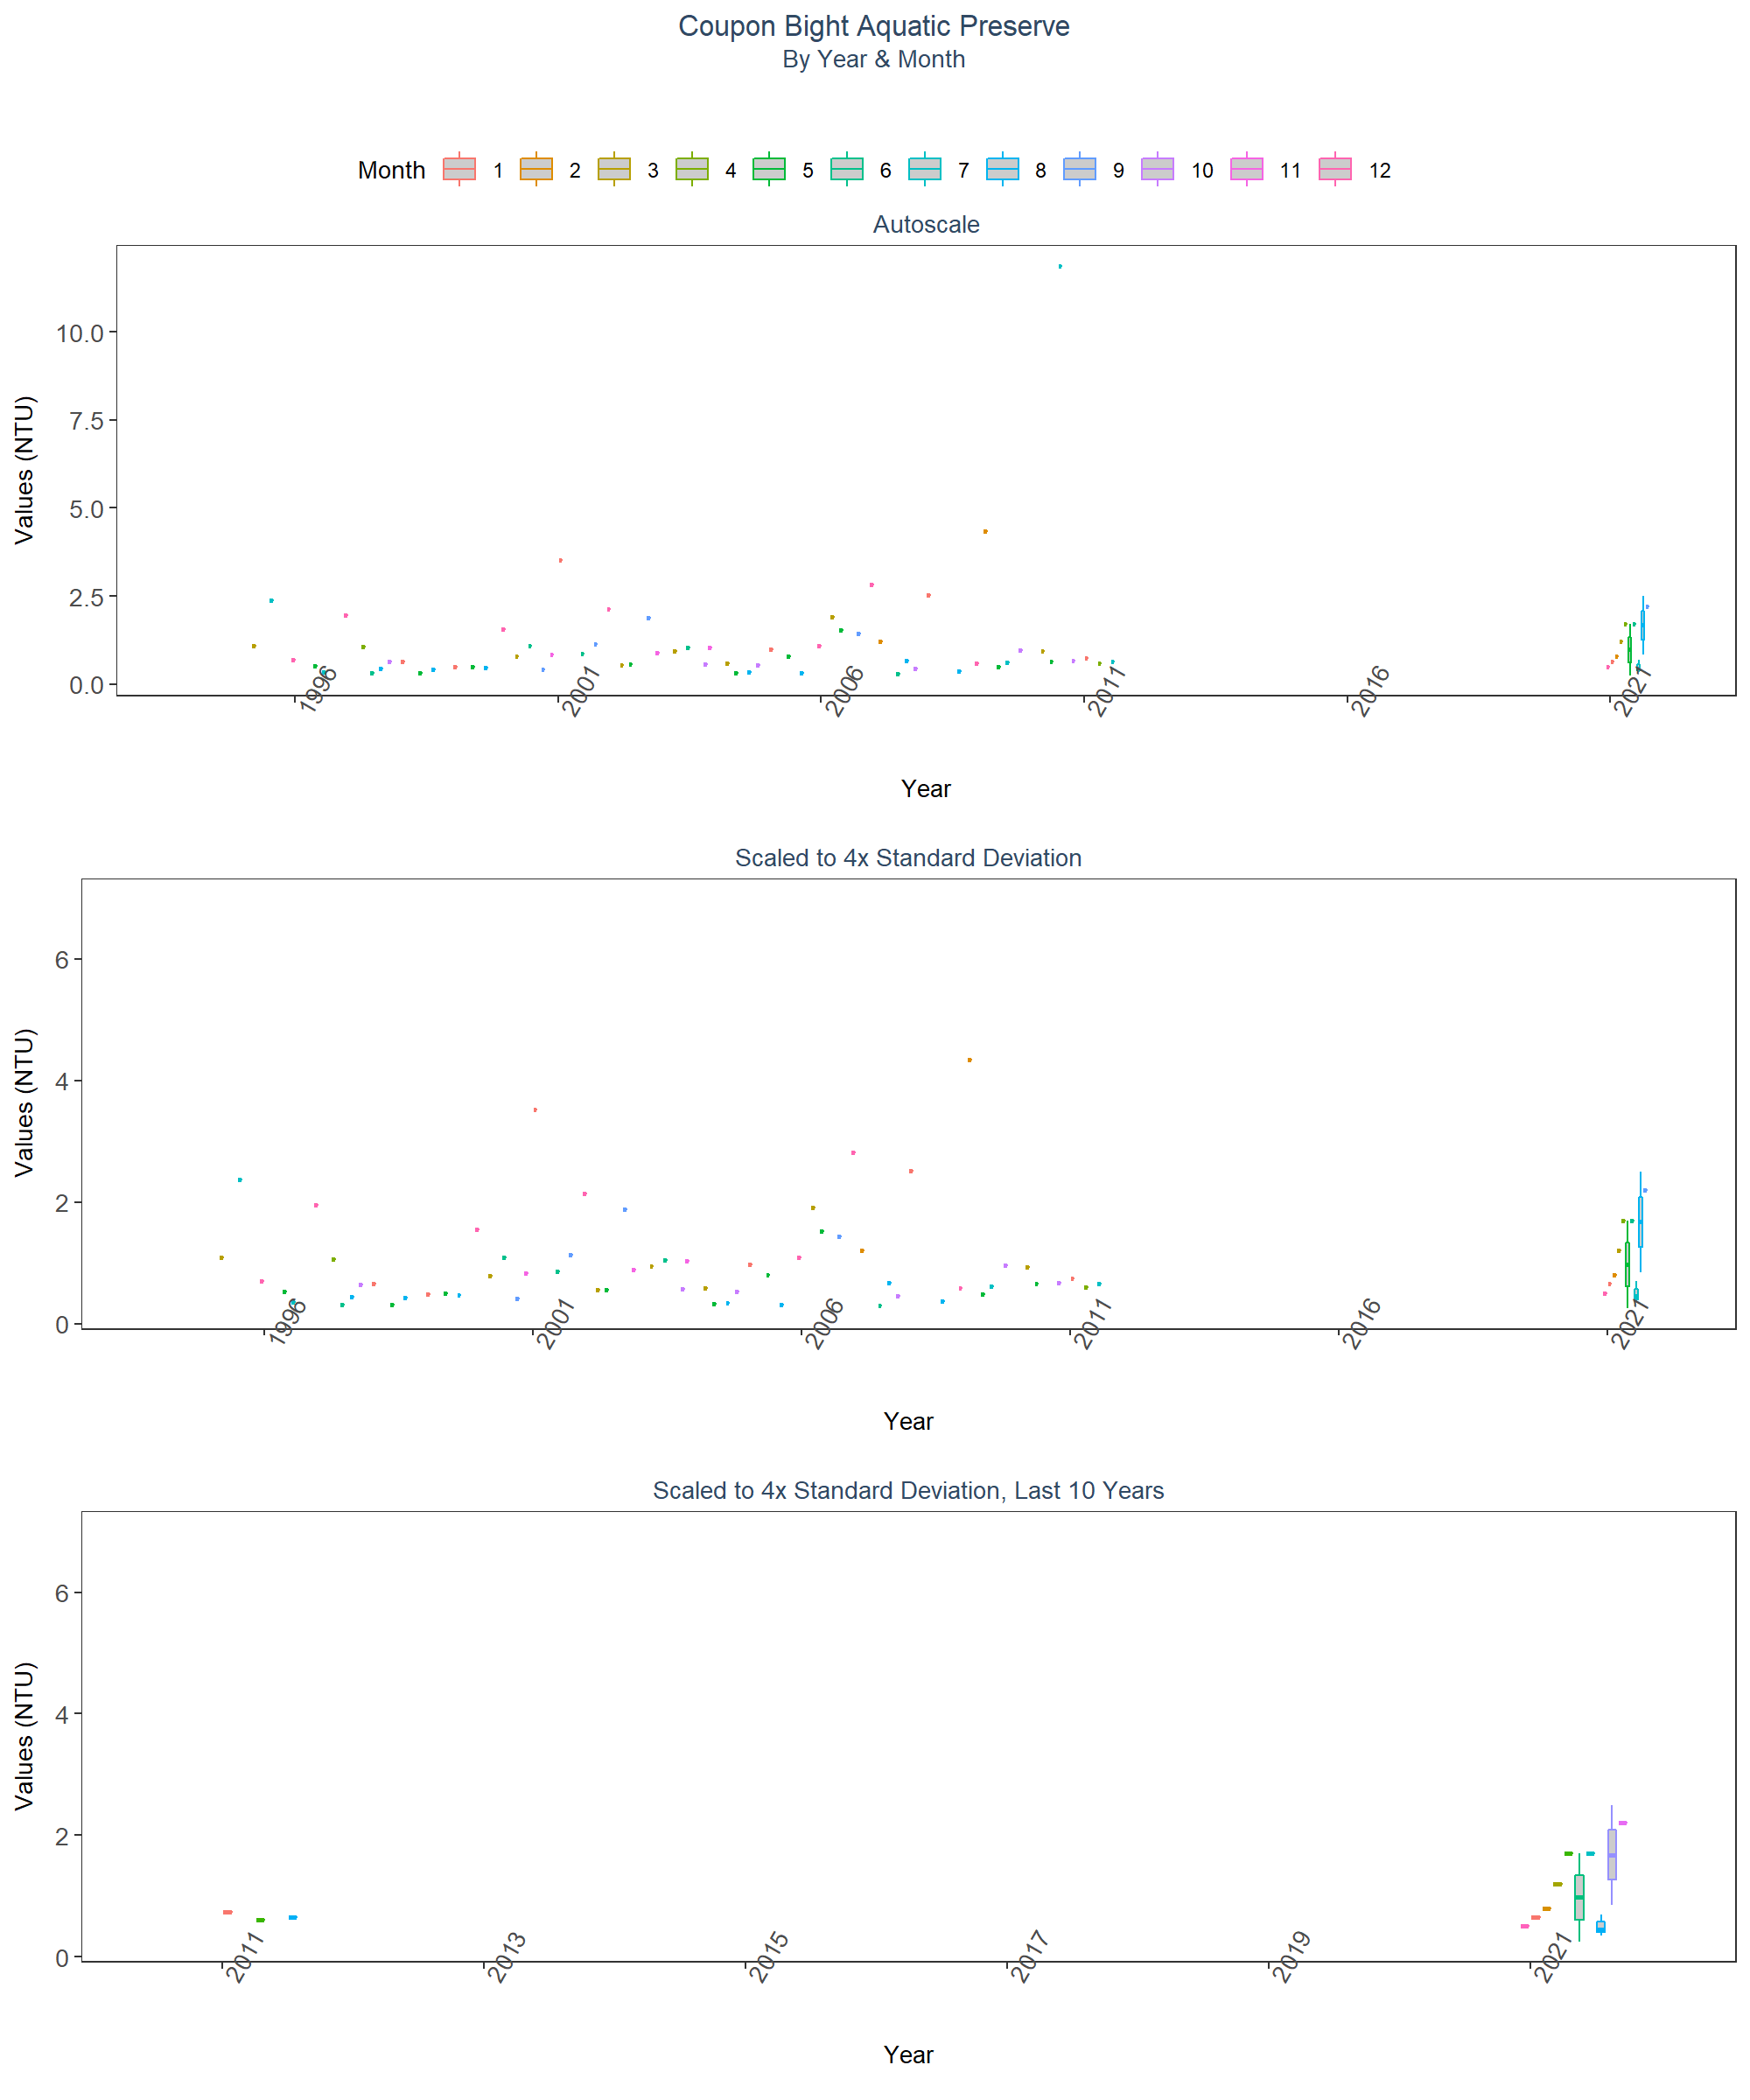 Coupon Bight Aquatic Preserve
By Year & Month
Month 1 2 3 4 5 6 7 8 9 10 11 12
Autoscale
Values (NTU)
10.0
7.5
5.0
2.5
0.0
1996 2001 2006 2011 2016 2021
Year
Scaled to 4x Standard Deviation
Values (NTU)
6
4
2
0
1996 2001 2006 2011 2016 2021
Year
Scaled to 4x Standard Deviation, Last 10 Years
Values (NTU)
6
4
2
0
2011 2013 2015 2017 2019 2021
Year